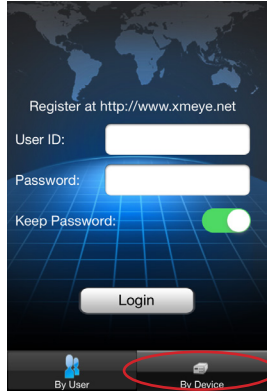 Register at http://www.xmeye.net
User ID:
Password:
Keep Password:
Login
By User
By Device